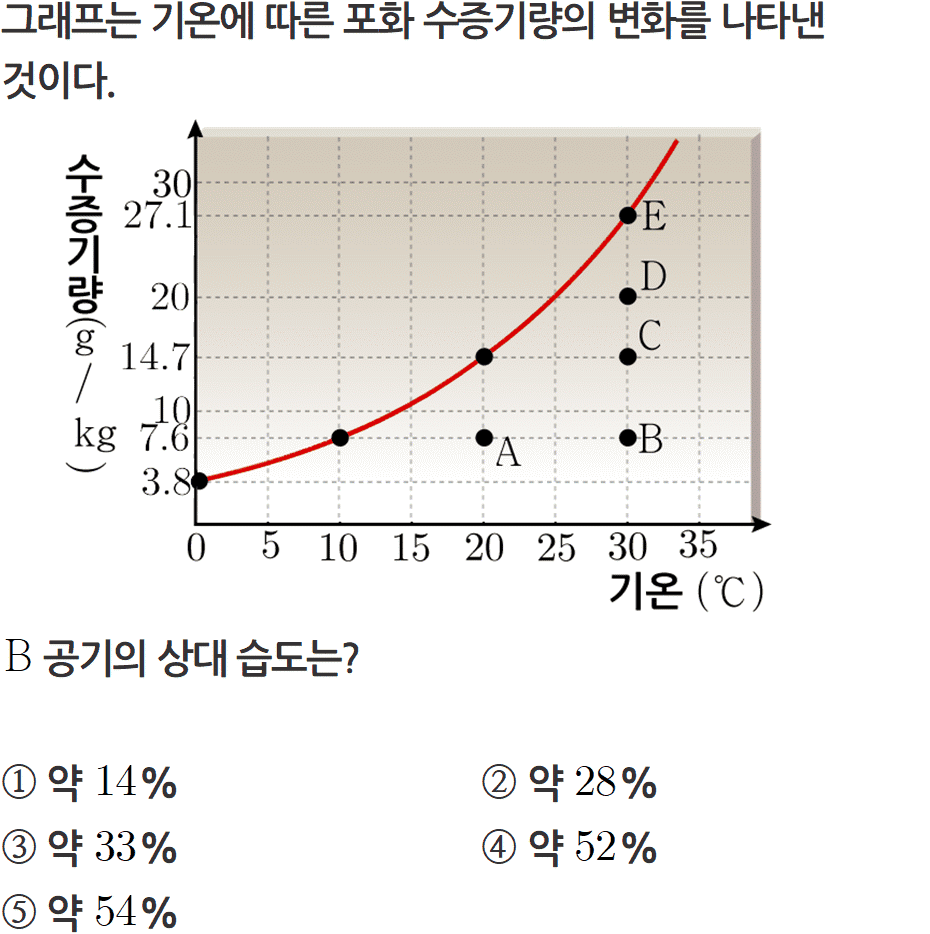 그래프는 기온에 따른 포화 수증기량의 변화를 나타낸
것이다.
수증기량(g/kg)
30
27.1
20
14.7
10
7.6
3.8
E
D
C
B
A
0 5 10 15 20 25 30 35
기온 (℃)
B 공기의 상대 습도는?
① 약 14% ② 약 28%
③ 약 33% ④ 약 52%
⑤ 약 54%